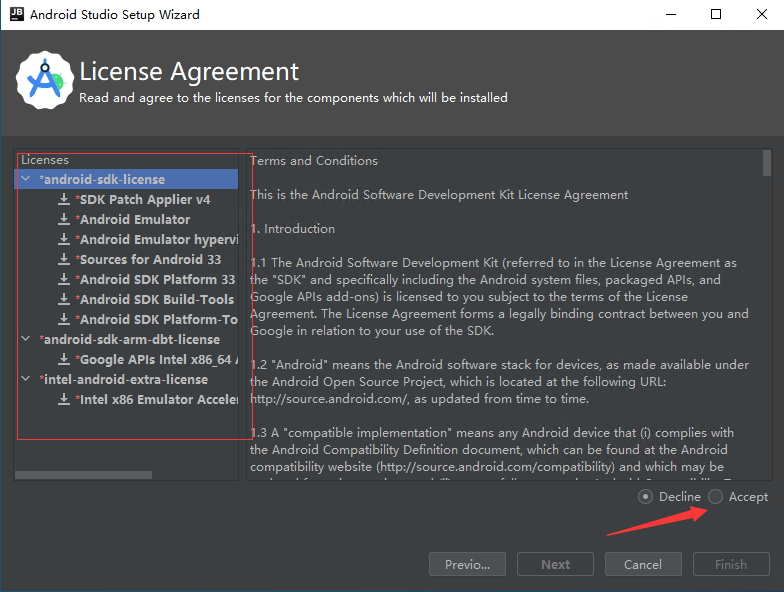 JB
Android Studio Setup Wizard
License Agreement
Read and agree to the licenses for the components which will be installed
Licenses
*android-sdk-license
*SDK Patch Applier v4
*Android Emulator
*Android Emulator hypervi
*Sources for Android 33
*Android SDK Platform 33
*Android SDK Build-Tools
*Android SDK Platform-To
*android-sdk-arm-dbt-license
*Google APIs Intel x86_64 A
*intel-android-extra-license
*Intel x86 Emulator Acceler
Terms and Conditions
This is the Android Software Development Kit License Agreement
1. Introduction
1.1 The Android Software Development Kit (referred to in the License Agreement as
the "SDK" and specifically including the Android system files, packaged APIs, and
Google APIs add-ons) is licensed to you subject to the terms of the License
Agreement. The License Agreement forms a legally binding contract between you and
Google in relation to your use of the SDK.
1.2 "Android" means the Android software stack for devices, as made available under
the Android Open Source Project, which is located at the following URL:
http://source.android.com/, as updated from time to time.
1.3 A "compatible implementation" means any Android device that (i) complies with
the Android Compatibility Definition document, which can be found at the Android
compatibility website (http://source.android.com/compatibility) and which may be
Decline
Accept
Previo...
Next
Cancel
Finish